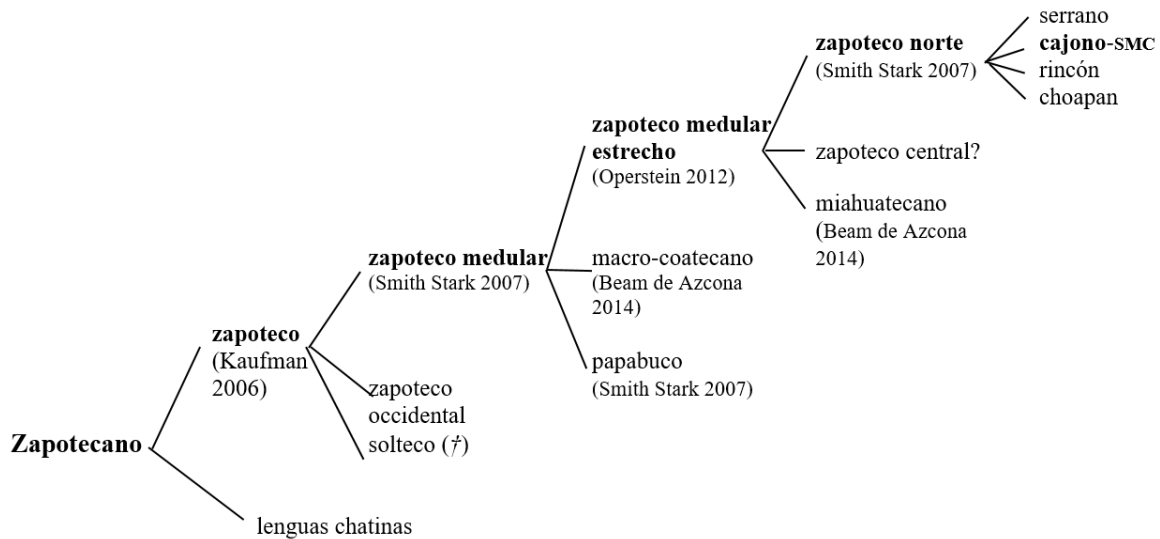 Zapotecano
zapoteco
(Kaufman
2006)
lenguas chatinas
zapoteco medular
(Smith Stark 2007)
zapoteco
occidental
solteco (†)
zapoteco medular
estrecho
(Operstein 2012)
macro-coatecano
(Beam de Azcona
2014)
papabuco
(Smith Stark 2007)
zapoteco norte
(Smith Stark 2007)
zapoteco central?
miahuatecano
(Beam de Azcona
2014)
serrano
cajono-SMC
rincón
choapan